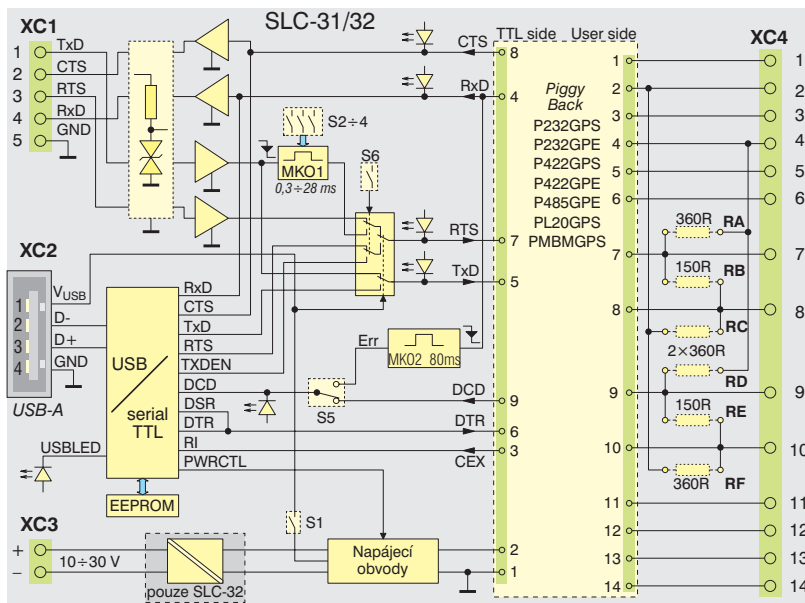 SLC-31/32
XC1
1 TxD
2 CTS
3 RTS
4 RxD
5 GND
S2÷4
MKO1
0,3÷28 ms
S6
CTS 8
RxD 4
RTS 7
TxD 5
TTL side User side
Piggy
Back
P232GPS
P232GPE
P422GPS
P422GPE
P485GPE
PL20GPS
PMBMGPS
XC4
1 1
2 2
3 3
4 4
5 5
6 6
7 7
8 8
9 9
10 10
11 11
12 12
13 13
14 14
360R RA
150R RB
RC
2×360R
RD
150R RE
360R RF
XC2
1 VUSB
2 D-
3 D+
4 GND
USB-A
USBLED
USB
serial
TTL
EEPROM
RxD
CTS
TxD
RTS
TXDEN
DCD
DSR
DTR
RI
PWRCTL
Err
MKO2 80ms
S5
DCD 9
DTR 6
CEX 3
S1
XC3
+
–
10÷30 V
pouze SLC-32
Napájecí
obvody
2
1